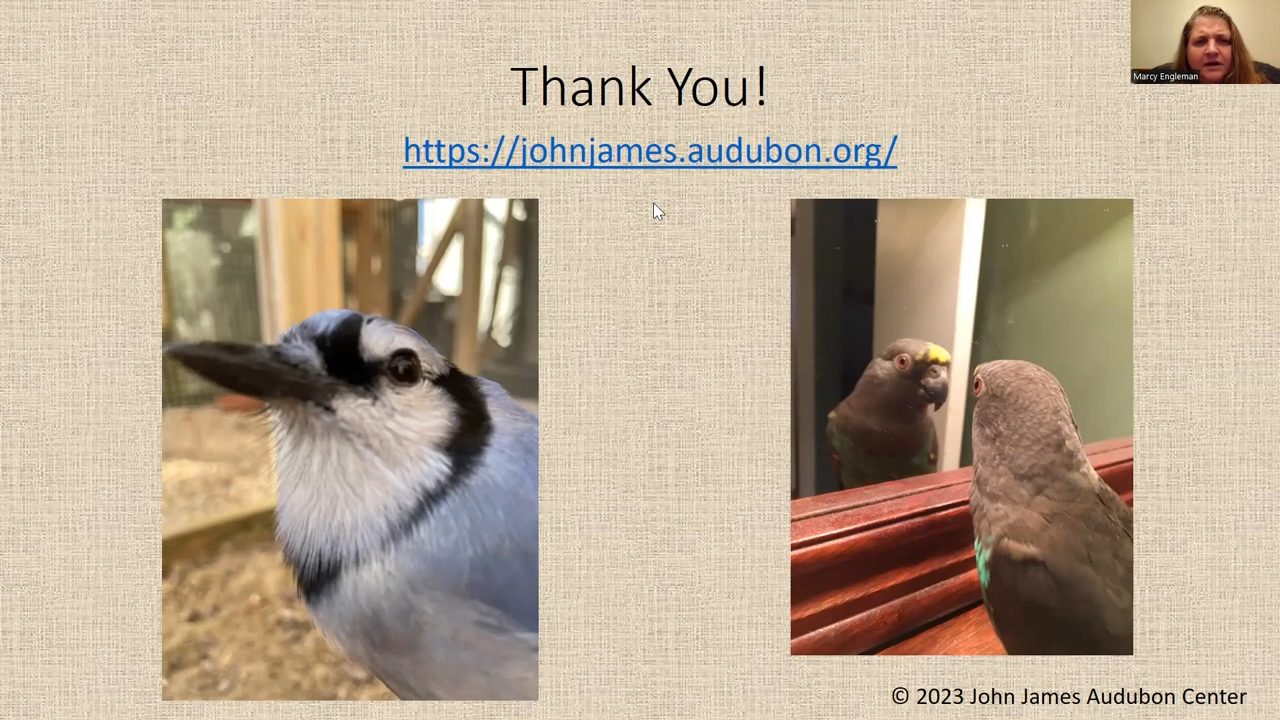 Thank You!
https://johnjames.audubon.org/
Marcy Engleman
© 2023 John James Audubon Center